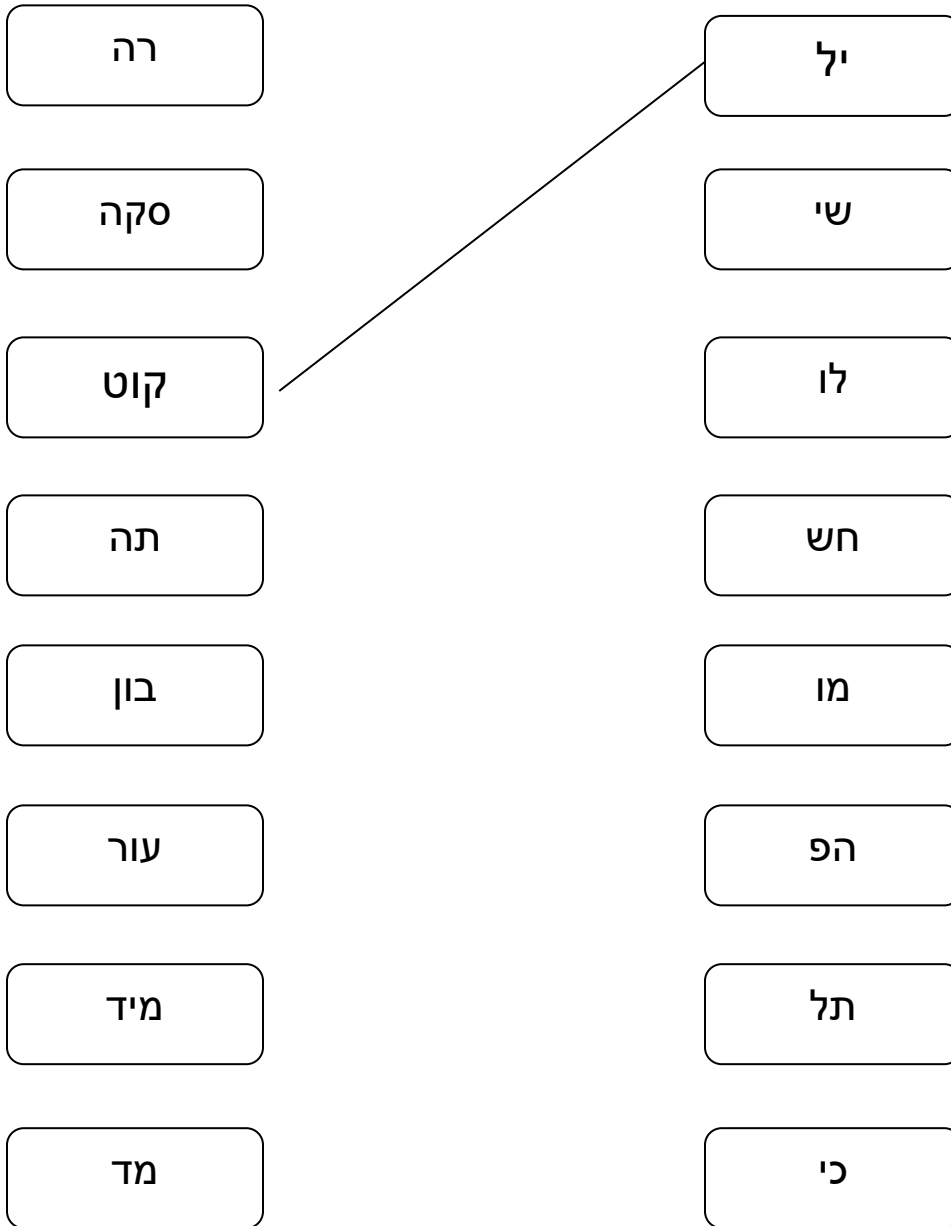 יל
רה
שי
סקה
לו
קוט
חש
תה
מו
בון
הפ
עור
תל
מיד
כי
מד